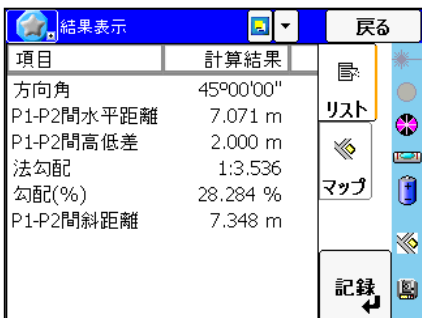 結果表示
戻る
項目 計算結果
方向角 45º00'00"
P1-P2間水平距離 7.071 m
P1-P2間高低差 2.000 m
法勾配 1:3.536
勾配(%) 28.284 %
P1-P2間斜距離 7.348 m
リスト
マップ
記録